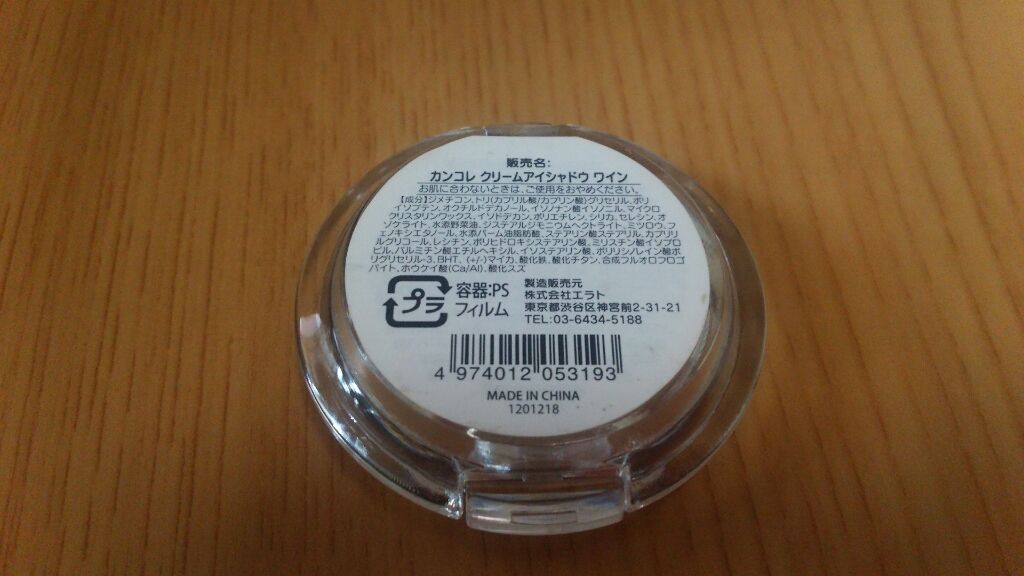 販売名:
カンコレ クリームアイシャドウ ワイン
お肌に合わないときは、ご使用をおやめください。
【成分】ジメチコン、トリ(カプリル酸/カプリン酸)グリセリル、ポリ
イソブテン、オクチルドデカノール、イソノナン酸イソノニル、マイクロ
クリスタリンワックス、イソドデカン、ポリエチレン、シリカ、セレシン、オ
ゾケライト、水添野菜油、ジステアルジモニウムヘクトライト、ミツロウ、フ
ェノキシエタノール、水添パーム油脂肪酸、ステアリン酸ステアリル、カプリリ
ルグリコール、レシチン、ポリヒドロキシステアリン酸、ミリスチン酸イソプロ
ピル、パルミチン酸エチルヘキシル、イソステアリン酸、ポリリシノレイン酸ポ
リグリセリル-3、BHT、(+/-)マイカ、酸化鉄、酸化チタン、合成フルオロフロゴ
パイト、ホウケイ酸(Ca/Al)、酸化スズ
プラ
容器:PS
フィルム
製造販売元
株式会社エラト
東京都渋谷区神宮前2-31-21
TEL:03-6434-5188
4 974012 053193
MADE IN CHINA
1201218